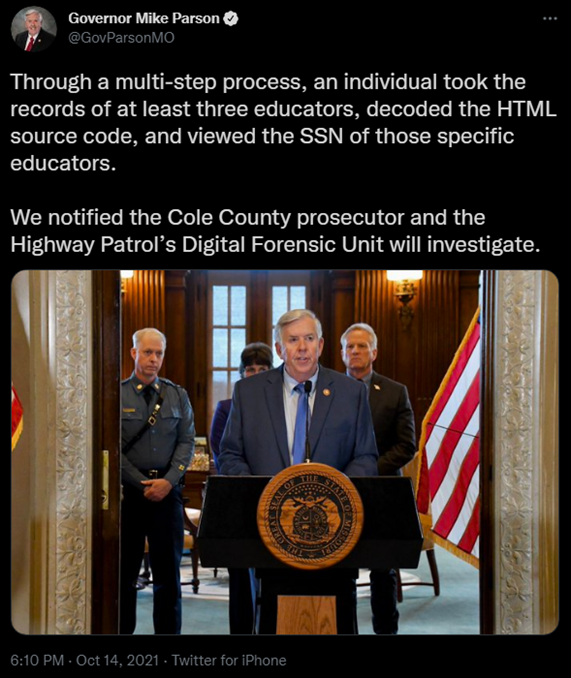 Governor Mike Parson
@GovParsonMO
Through a multi-step process, an individual took the
records of at least three educators, decoded the HTML
source code, and viewed the SSN of those specific
educators.
We notified the Cole County prosecutor and the
Highway Patrol’s Digital Forensic Unit will investigate.
THE GREAT SEAL OF THE STATE OF MISSOURI
6:10 PM · Oct 14, 2021 · Twitter for iPhone